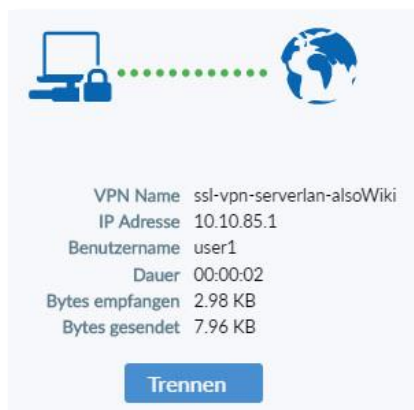 VPN Name ssl-vpn-serverlan-alsoWiki
IP Adresse 10.10.85.1
Benutzername user1
Dauer 00:00:02
Bytes empfangen 2.98 KB
Bytes gesendet 7.96 KB
Trennen